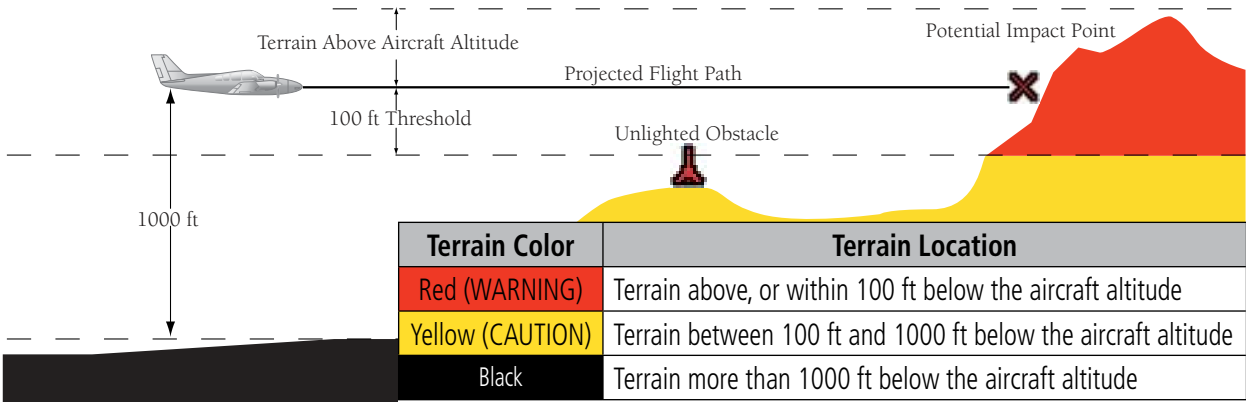 Potential Impact Point
Terrain Above Aircraft Altitude
Projected Flight Path
100 ft Threshold
Unlighted Obstacle
1000 ft
Terrain Color Terrain Location
Red (WARNING) Terrain above, or within 100 ft below the aircraft altitude
Yellow (CAUTION) Terrain between 100 ft and 1000 ft below the aircraft altitude
Black Terrain more than 1000 ft below the aircraft altitude